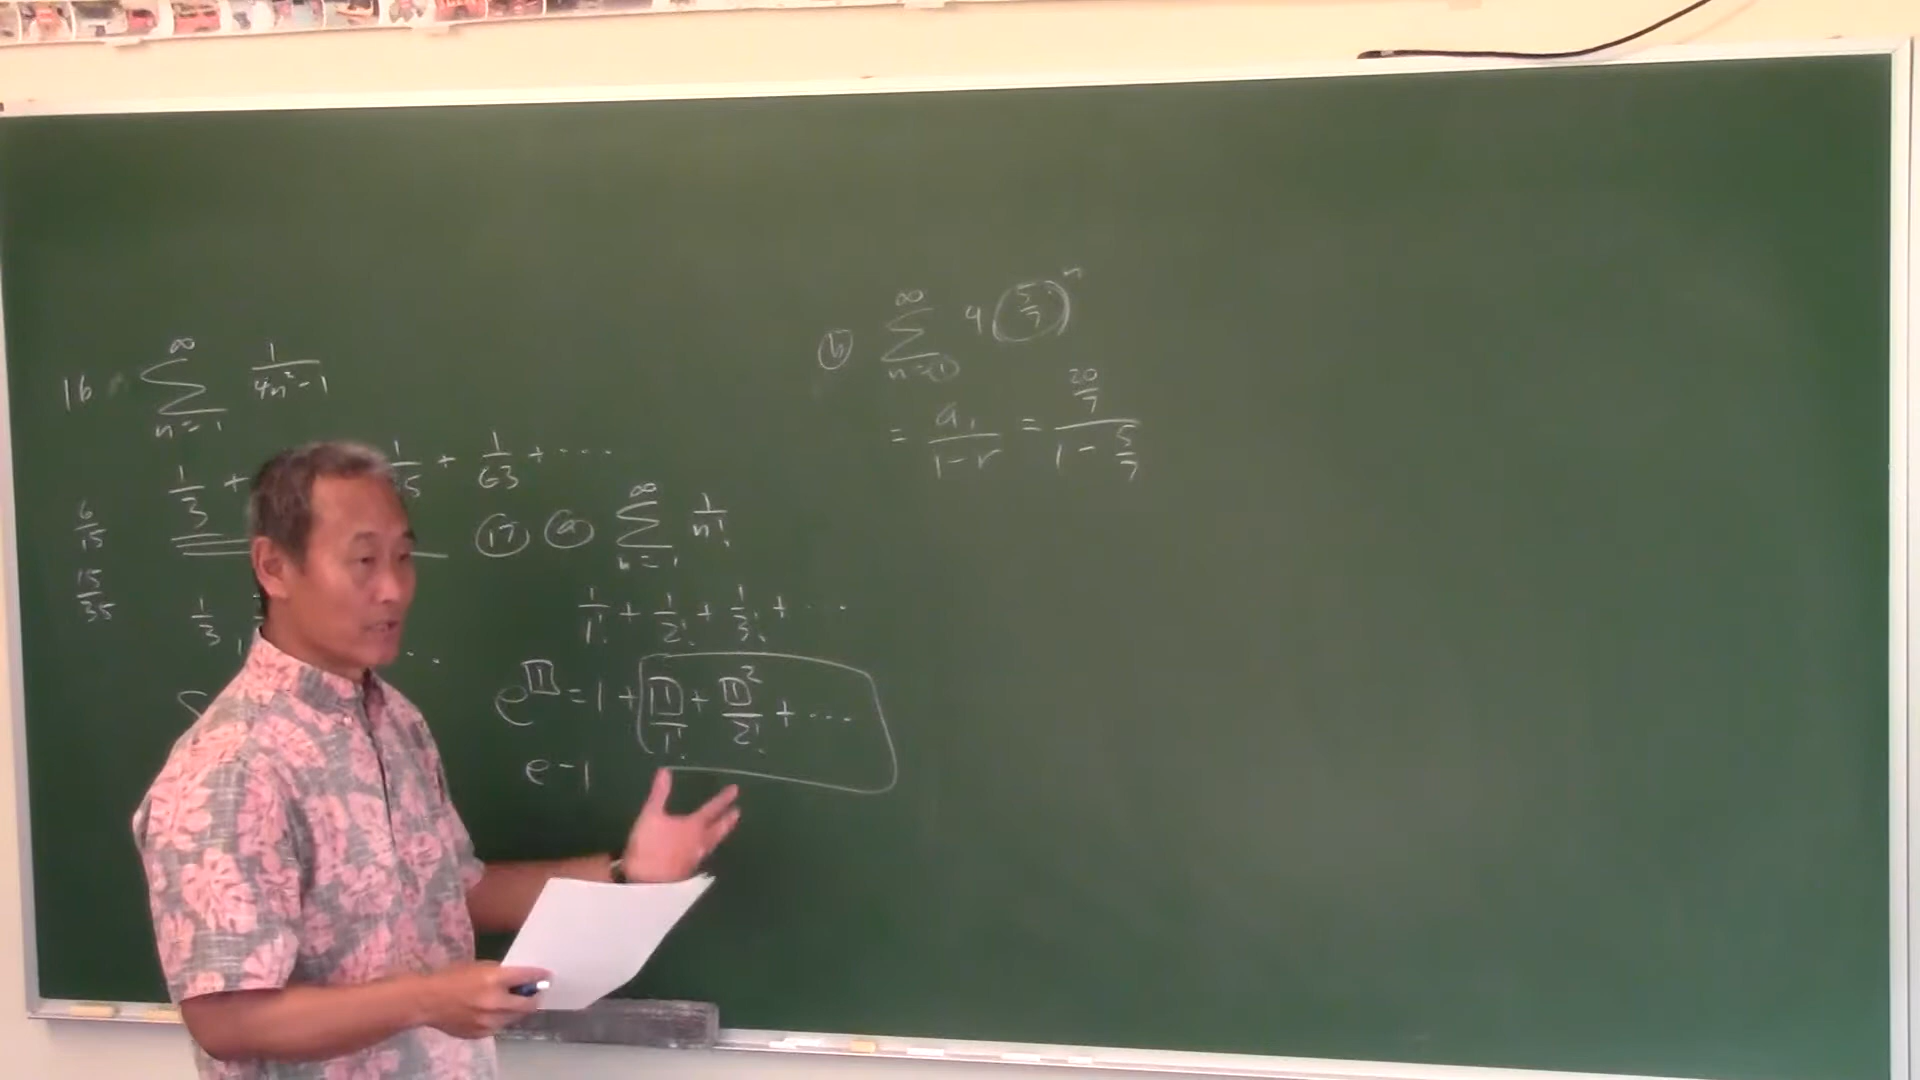 16 ∞ Σ n=1 1/(4n²-1)
1/3 + 1/63 + ...
6/15
15/35
1/3, ...
(17) (a) ∞ Σ n=1 1/n!
1/1! + 1/2! + 1/3! + ...
e^1 = 1 + 1/1! + 1²/2! + ...
e-1
(b) ∞ Σ n=1 4(5/7)^n
= a₁/(1-r) = (20/7)/(1 - 5/7)